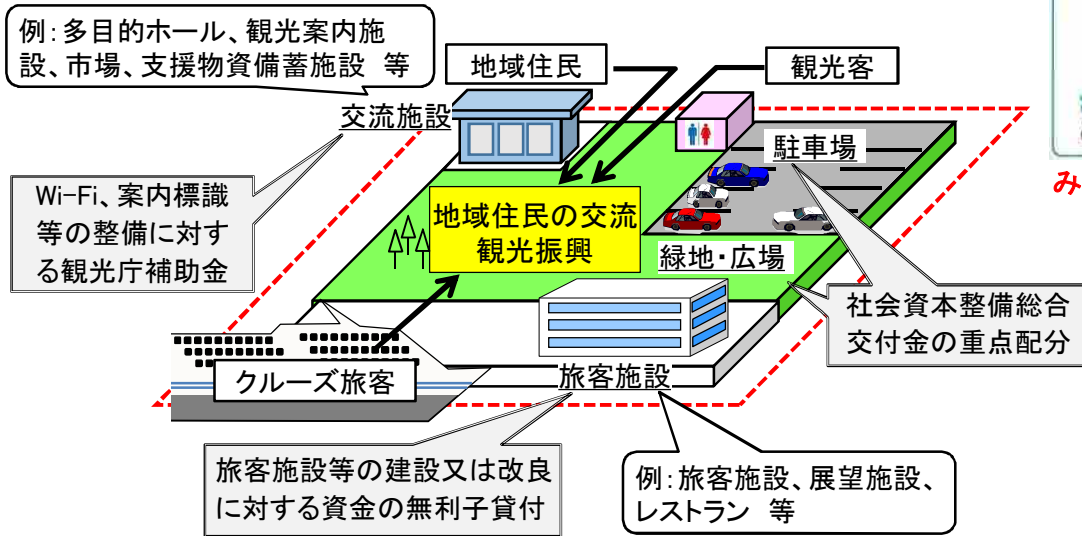 例:多目的ホール、観光案内施
設、市場、支援物資備蓄施設 等
地域住民
観光客
交流施設
駐車場
Wi-Fi、案内標識
等の整備に対す
る観光庁補助金
地域住民の交流
観光振興
緑地・広場
み
社会資本整備総合
交付金の重点配分
クルーズ旅客
旅客施設
旅客施設等の建設又は改良
に対する資金の無利子貸付
例:旅客施設、展望施設、
レストラン 等